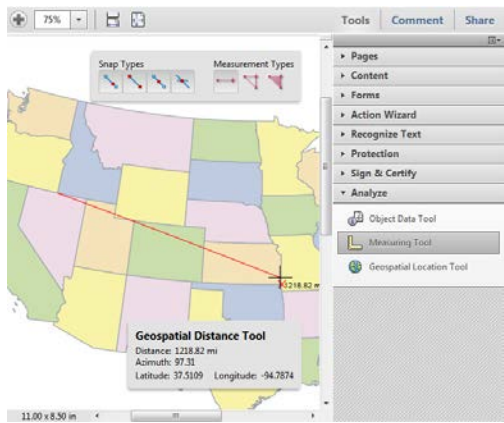 75%
Tools Comment Share
Snap Types Measurement Types
Pages
Content
Forms
Action Wizard
Recognize Text
Protection
Sign & Certify
Analyze
Object Data Tool
Measuring Tool
Geospatial Location Tool
1218.82 mi
Geospatial Distance Tool
Distance: 1218.82 mi
Azimuth: 97.31
Latitude: 37.5109 Longitude: -94.7874
11.00 x 8.50 in